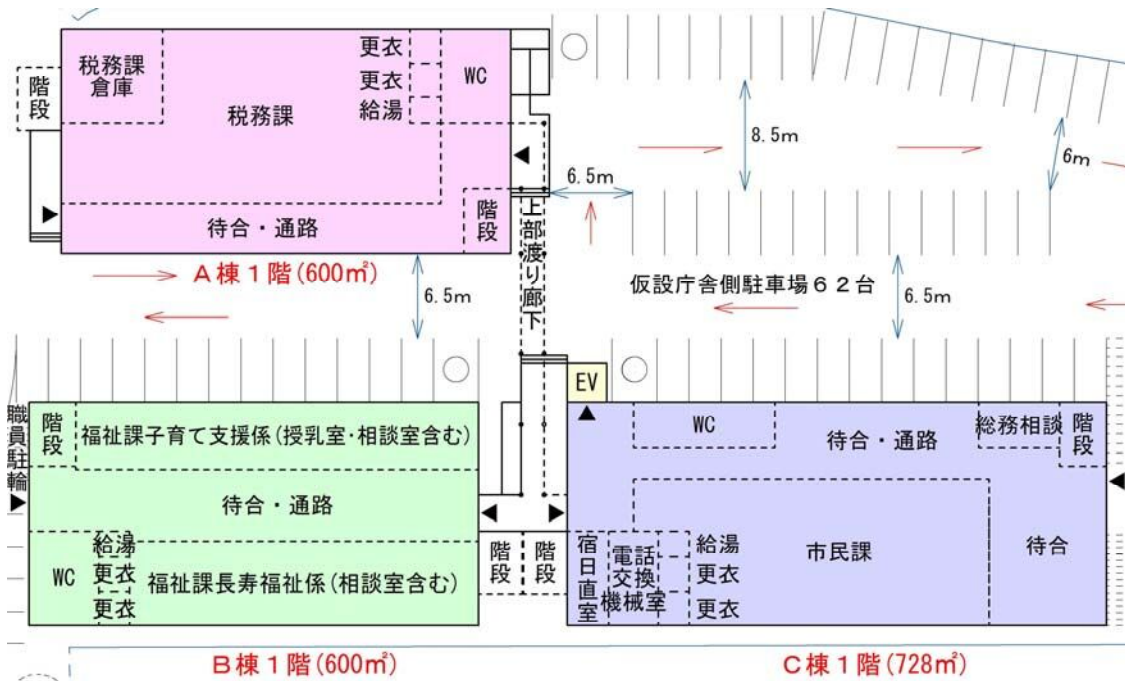 更衣
税務課
倉庫
階段
更衣
WC
給湯
税務課
8.5m
6m
6.5m
上部渡り廊下
階段
待合・通路
A棟1階(600㎡)
仮設庁舎側駐車場62台
6.5m
6.5m
EV
職員駐輪
階段
福祉課子育て支援係(授乳室・相談室含む)
WC
待合・通路
総務相談
階段
待合・通路
給湯
WC
更衣
福祉課長寿福祉係(相談室含む)
更衣
階段
階段
宿日直室
電話
交換
機械室
給湯
更衣
更衣
市民課
待合
B棟1階(600㎡)
C棟1階(728㎡)